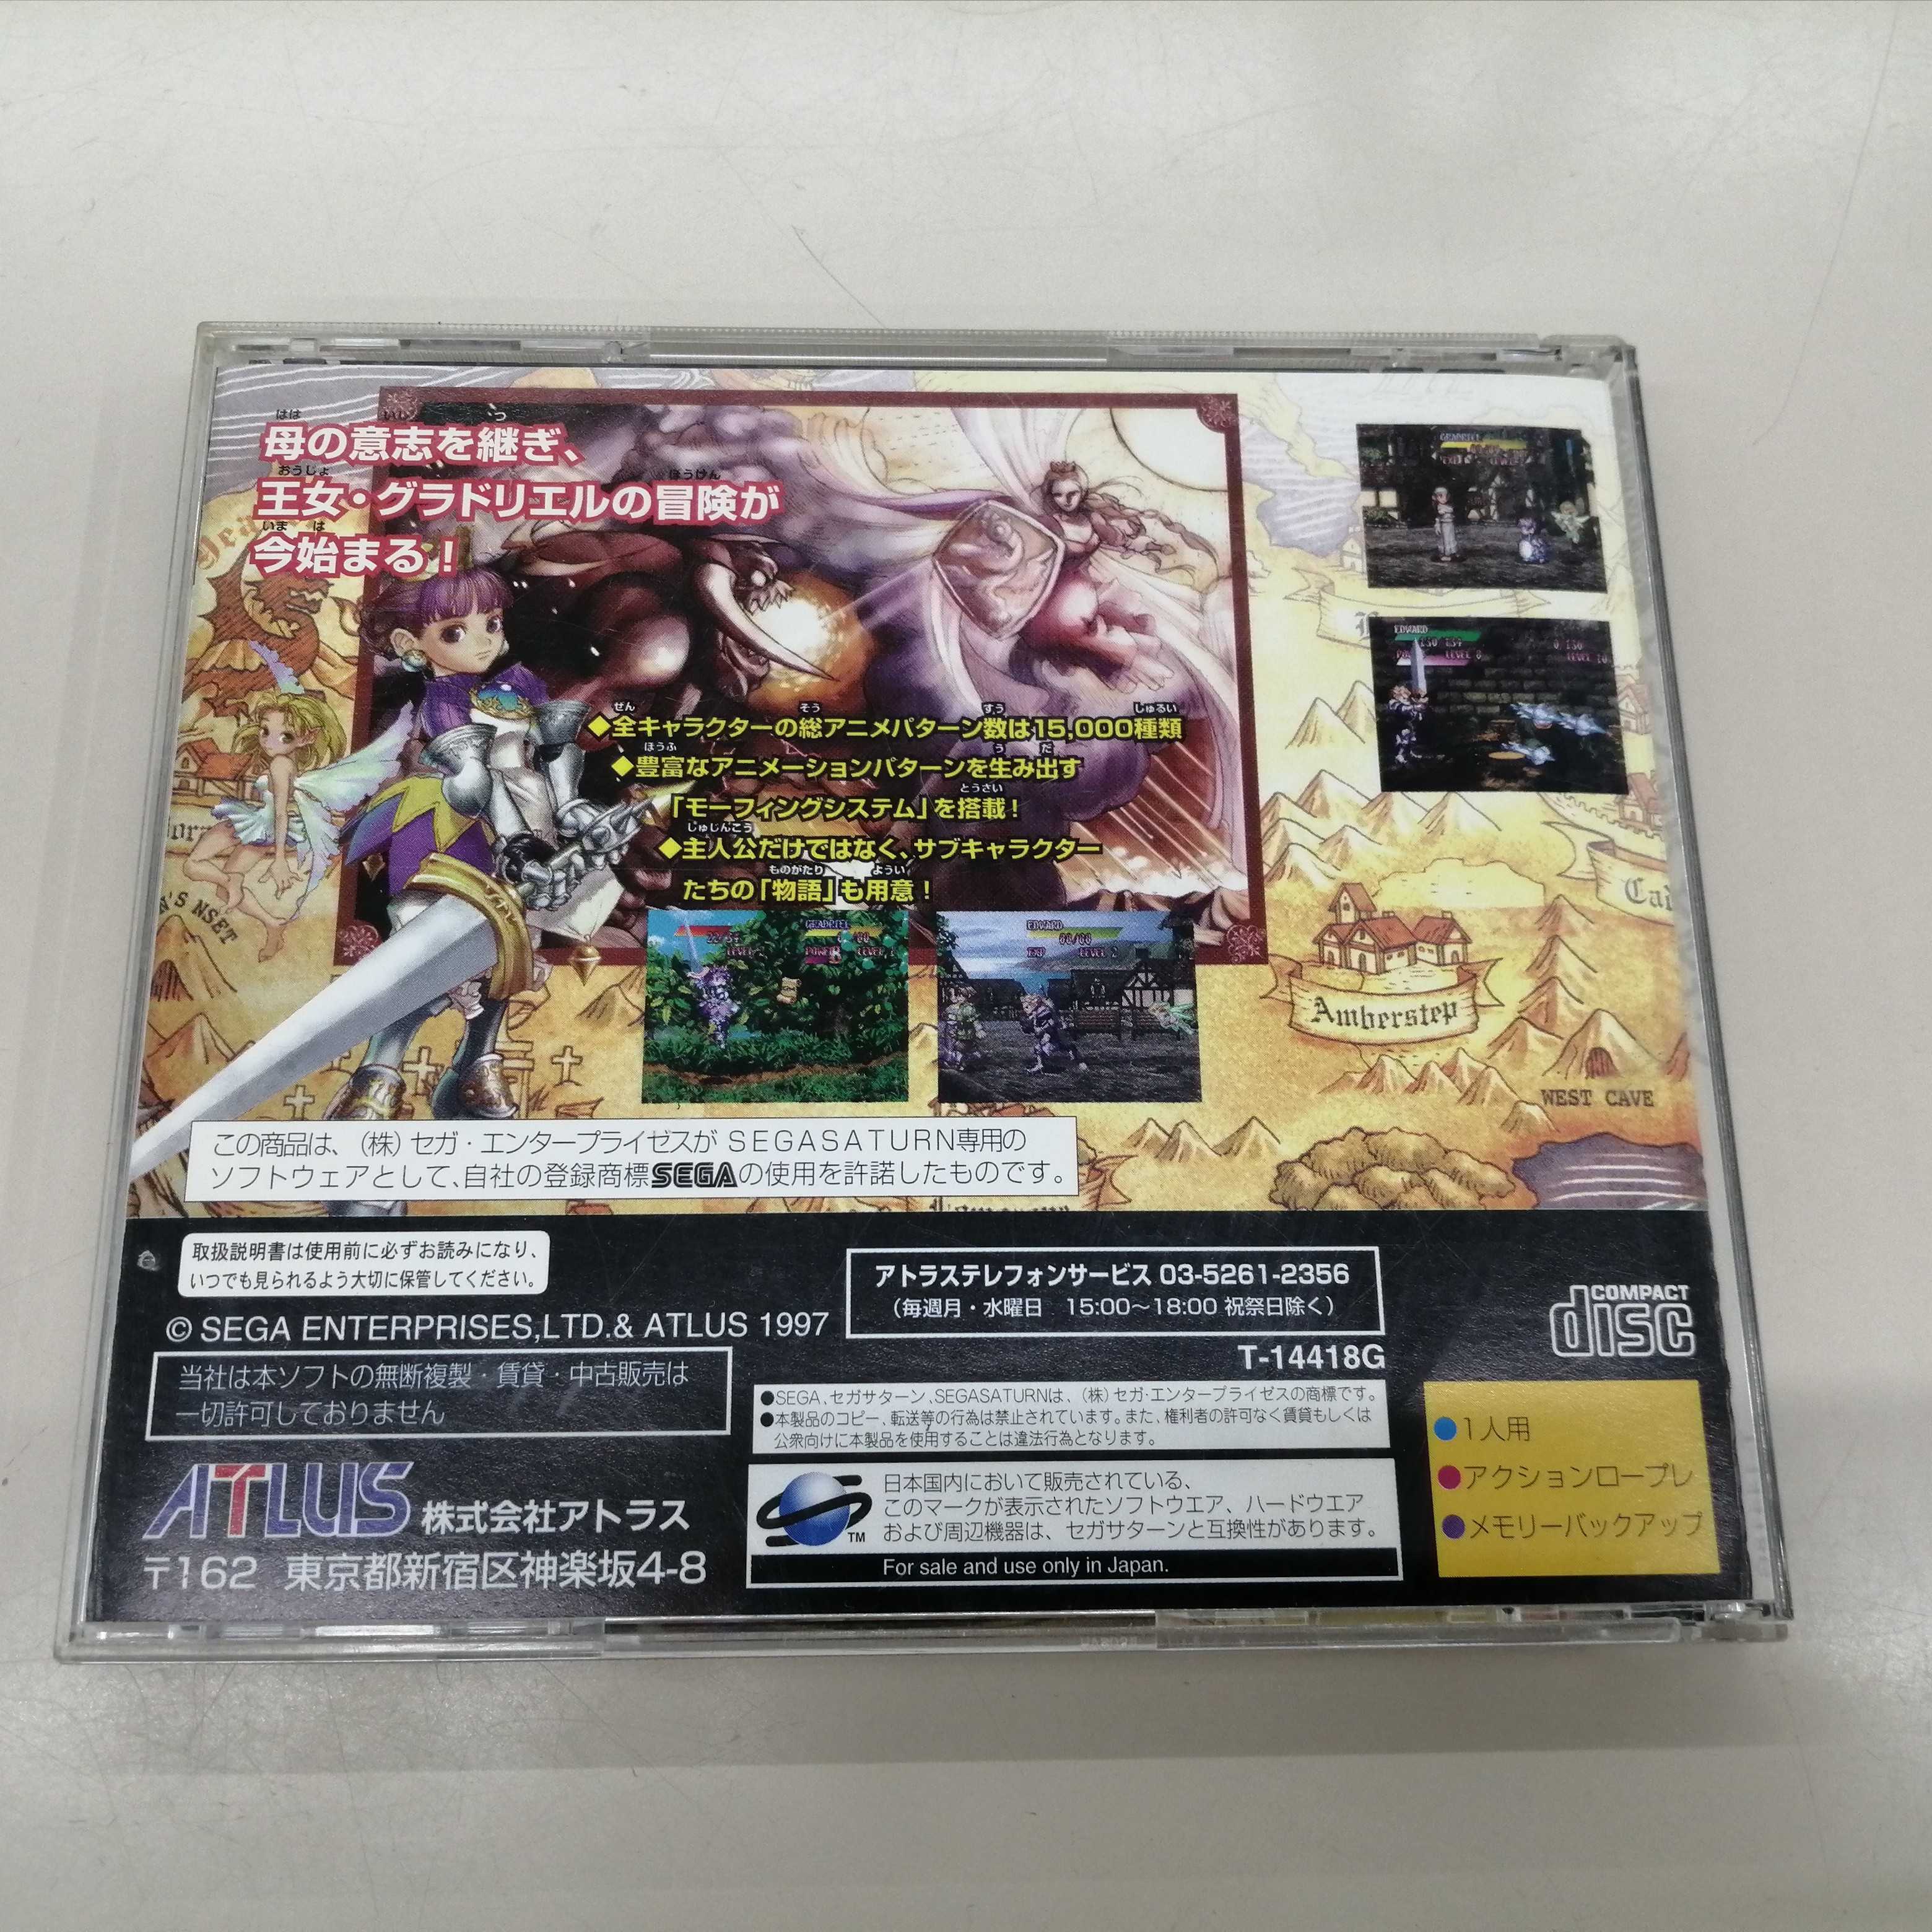 母の意志を継ぎ、
王女・グラドリエルの冒険が
今始まる！
◆全キャラクターの総アニメパターン数は15,000種類
◆豊富なアニメーションパターンを生み出す
「モーフィングシステム」を搭載！
◆主人公だけではなく、サブキャラクター
たちの「物語」も用意！
EDWARD
LEVEL 8
GRADRIEL
EDWARD
LEVEL 2
Amberstep
WEST CAVE
この商品は、（株）セガ・エンタープライゼスが SEGASATURN専用の
ソフトウェアとして、自社の登録商標SEGAの使用を許諾したものです。
取扱説明書は使用前に必ずお読みになり、
いつでも見られるよう大切に保管してください。
© SEGA ENTERPRISES,LTD.& ATLUS 1997
アトラステレフォンサービス 03-5261-2356
（毎週月・水曜日 15:00～18:00 祝祭日除く）
T-14418G
COMPACT
disc
当社は本ソフトの無断複製・賃貸・中古販売は
一切許可しておりません
●SEGA、セガサターン、SEGASATURNは、（株）セガ・エンタープライゼスの商標です。
●本製品のコピー、転送等の行為は禁止されています。また、権利者の許可なく賃貸もしくは
公衆向けに本製品を使用することは違法行為となります。
ATLUS 株式会社アトラス
〒162 東京都新宿区神楽坂4-8
日本国内において販売されている、
このマークが表示されたソフトウエア、ハードウエア
および周辺機器は、セガサターンと互換性があります。
TM
For sale and use only in Japan.
●1人用
●アクションロープレ
●メモリーバックアップ